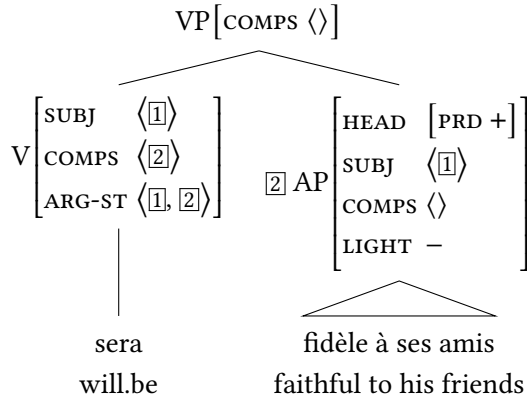 VP[COMPS ⟨⟩]
V[SUBJ ⟨1⟩
COMPS ⟨2⟩
ARG-ST ⟨1, 2⟩]
2 AP[HEAD [PRD +]
SUBJ ⟨1⟩
COMPS ⟨⟩
LIGHT −]
sera
will.be
fidèle à ses amis
faithful to his friends